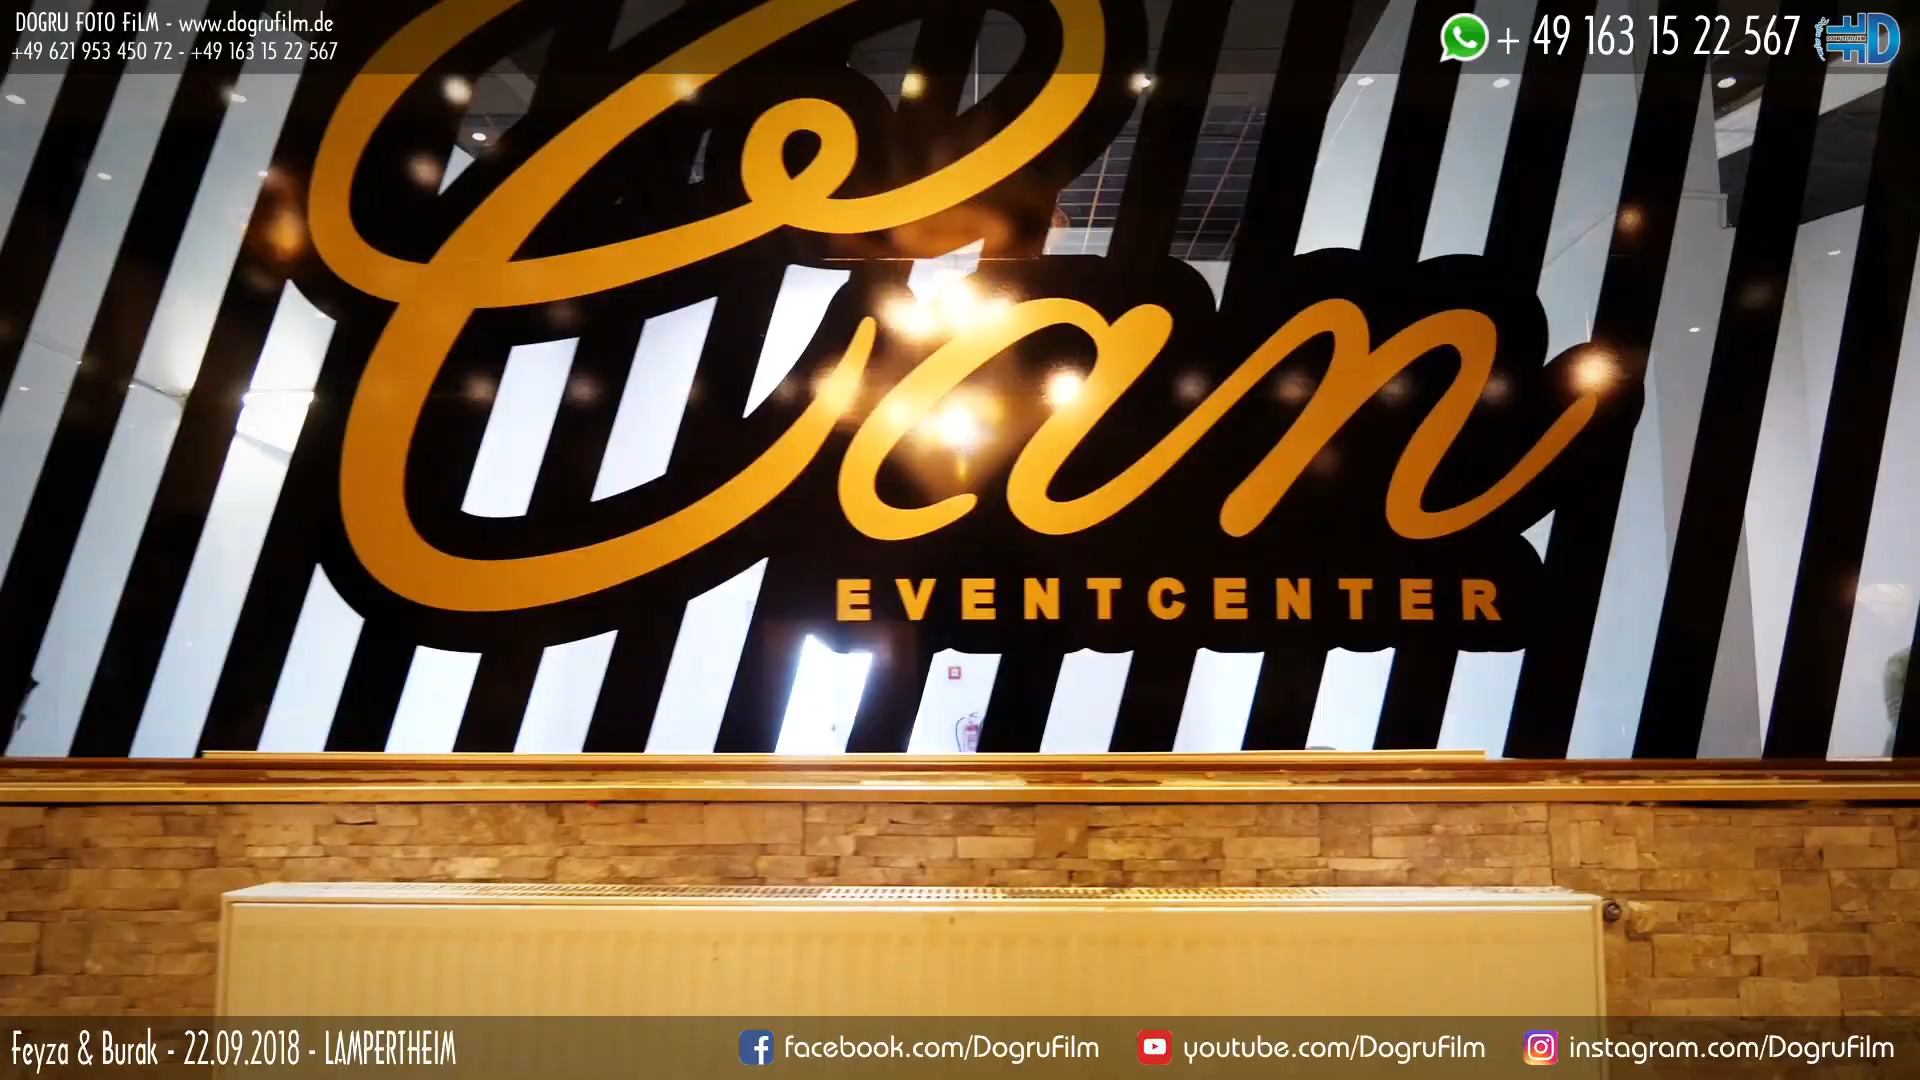 DOGRU FOTO FiLM - www.dogrufilm.de
+49 621 953 450 72 - +49 163 15 22 567
+ 49 163 15 22 567
Can
EVENTCENTER
Feyza & Burak - 22.09.2018 - LAMPERTHEIM
facebook.com/DogruFilm
youtube.com/DogruFilm
instagram.com/DogruFilm